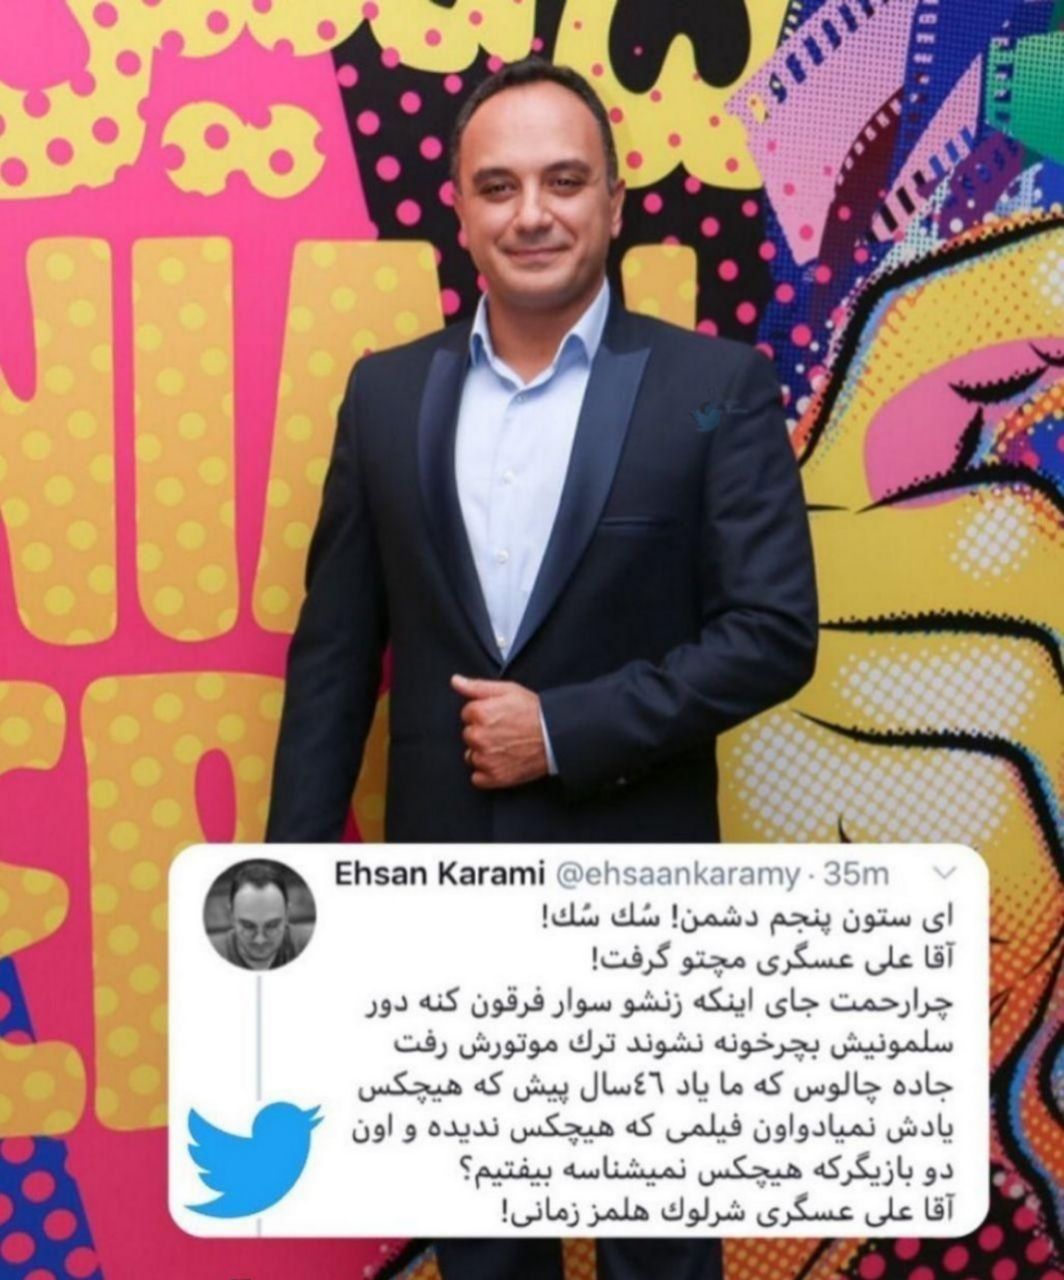 Ehsan Karami @ehsaankaramy · 35m
ای ستون پنجم دشمن! سُك سُك!
آقا علی عسگری مچتو گرفت!
چرارحمت جای اینکه زنشو سوار فرقون کنه دور
سلمونیش بچرخونه نشوند ترك موتورش رفت
جاده چالوس که ما یاد ٤٦سال پیش که هیچکس
یادش نمیادواون فیلمی که هیچکس ندیده و اون
دو بازیگرکه هیچکس نمیشناسه بیفتیم؟
آقا علی عسگری شرلوك هلمز زمانی!